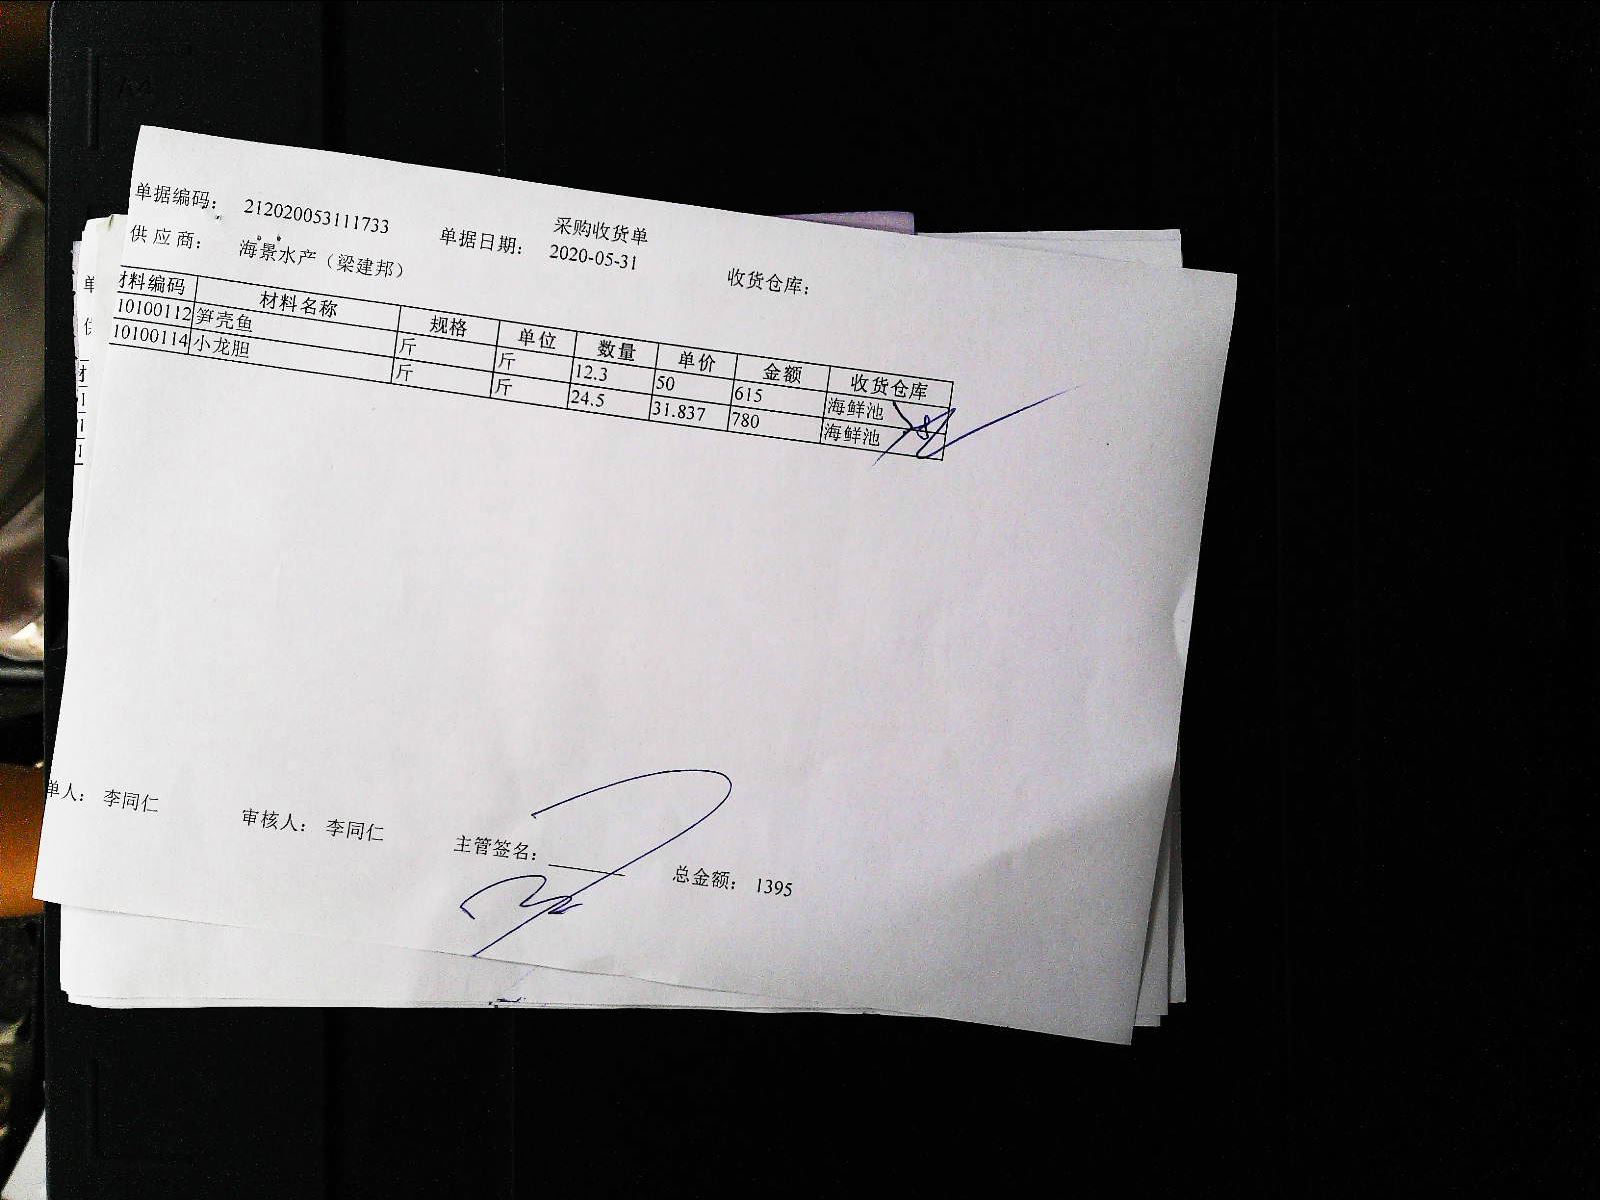 采购收货单
单据编码： 212020053111733 单据日期： 2020-05-31 收货仓库：
供 应 商： 海景水产（梁建邦）
材料编码 材料名称 规格 单位 数量 单价 金额 收货仓库
10100112 笋壳鱼 斤 斤 12.3 50 615 海鲜池
10100114 小龙胆 斤 斤 24.5 31.837 780 海鲜池
单人： 李同仁 审核人： 李同仁 主管签名： 总金额： 1395